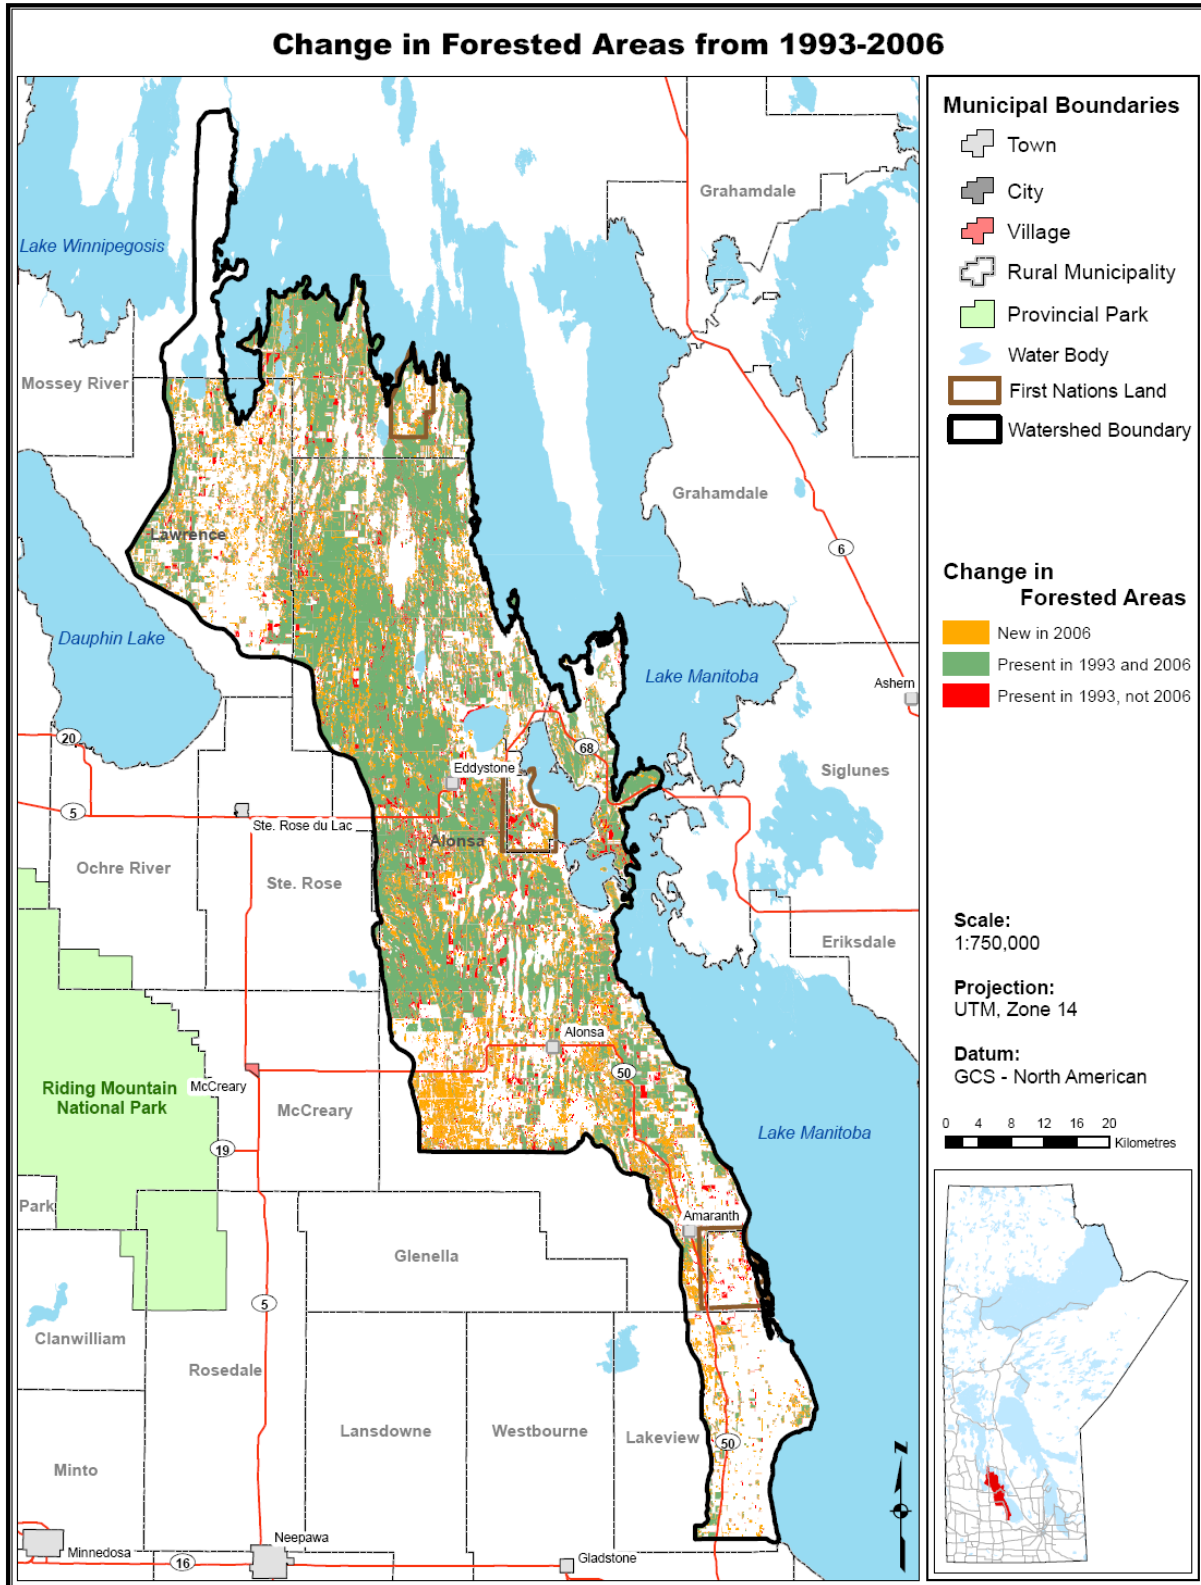 Change in Forested Areas from 1993-2006
Lake Winnipegosis
Grahamdale
Mossey River
Grahamdale
6
Lawrence
Dauphin Lake
Lake Manitoba
Ashern
20
68
Eddystone
Siglunes
5
Ste. Rose du Lac
Alonsa
Ochre River
Ste. Rose
Eriksdale
Alonsa
50
Riding Mountain
National Park
McCreary
McCreary
Lake Manitoba
19
Park
Amaranth
Glenella
5
Clanwilliam
Rosedale
Lansdowne
Westbourne
Lakeview
50
Minto
N
Neepawa
Minnedosa
16
Gladstone
Municipal Boundaries
Town
City
Village
Rural Municipality
Provincial Park
Water Body
First Nations Land
Watershed Boundary
Change in
Forested Areas
New in 2006
Present in 1993 and 2006
Present in 1993, not 2006
Scale:
1:750,000
Projection:
UTM, Zone 14
Datum:
GCS - North American
0 4 8 12 16 20
Kilometres